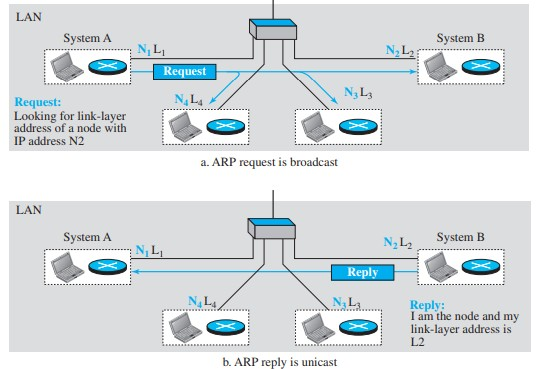 LAN
System A
N1 L1
N2 L2
System B
Request
N4 L4
N3 L3
Request:
Looking for link-layer
address of a node with
IP address N2
a. ARP request is broadcast
LAN
System A
N1 L1
N2 L2
System B
Reply
N4 L4
N3 L3
Reply:
I am the node and my
link-layer address is
L2
b. ARP reply is unicast